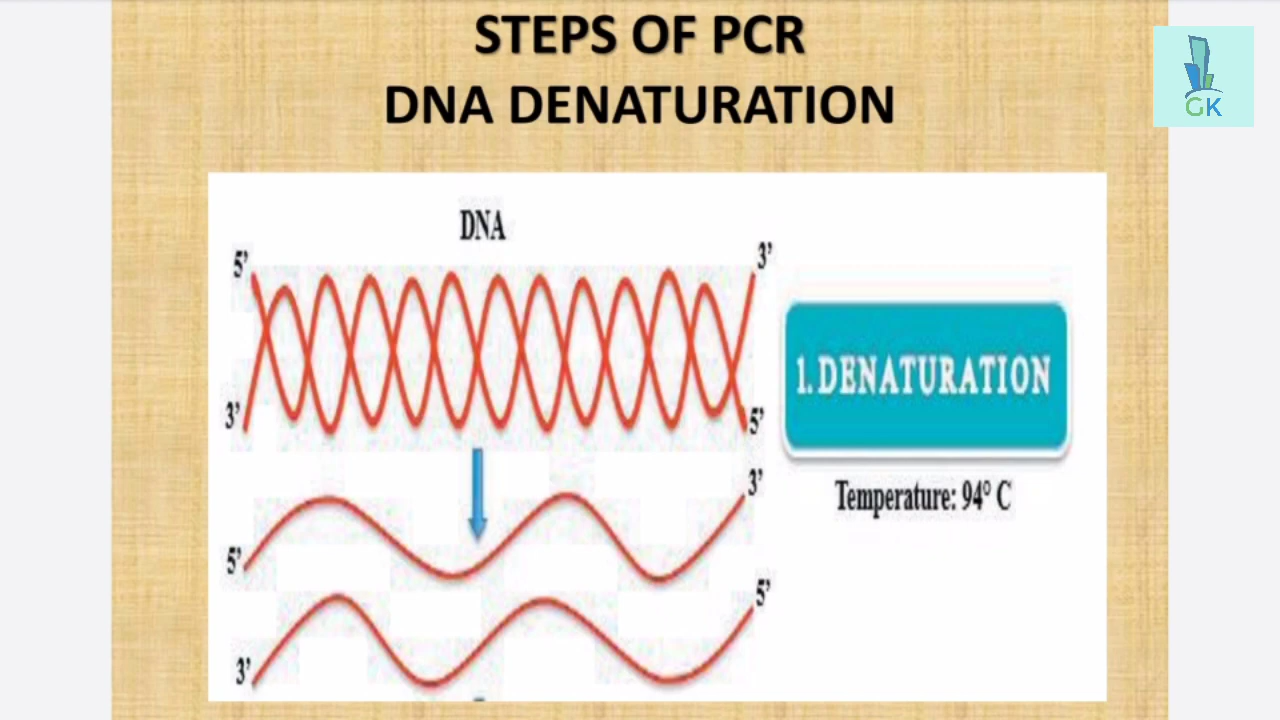 STEPS OF PCR
DNA DENATURATION
GK
DNA
5’
3’
3’
5’
1.DENATURATION
3’
Temperature: 94° C
5’
5’
3’